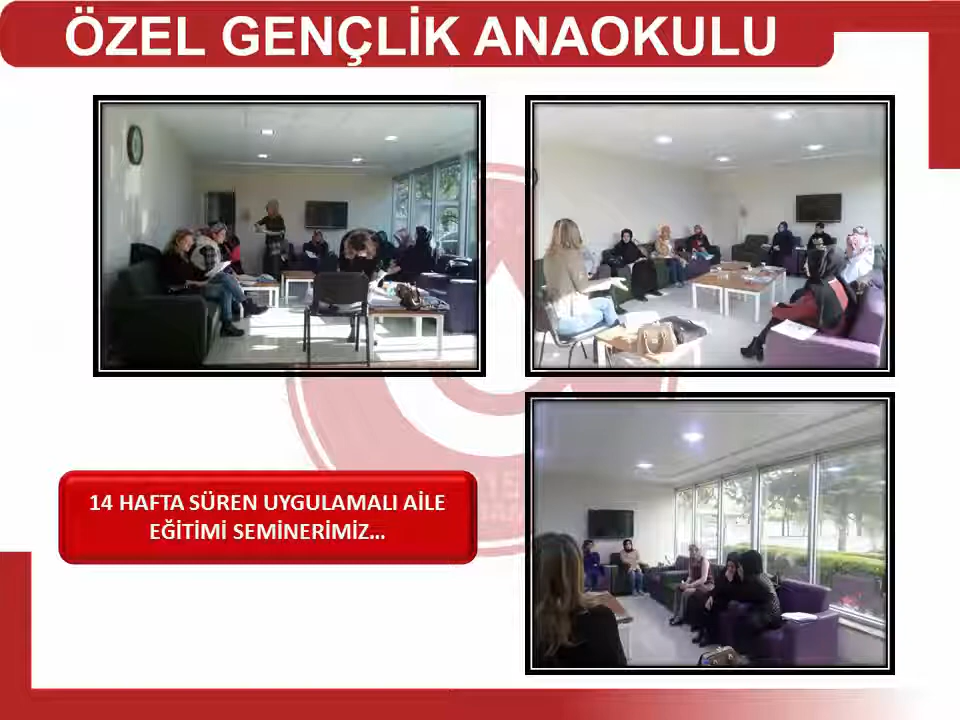 ÖZEL GENÇLİK ANAOKULU
14 HAFTA SÜREN UYGULAMALI AİLE
EĞİTİMİ SEMİNERİMİZ...